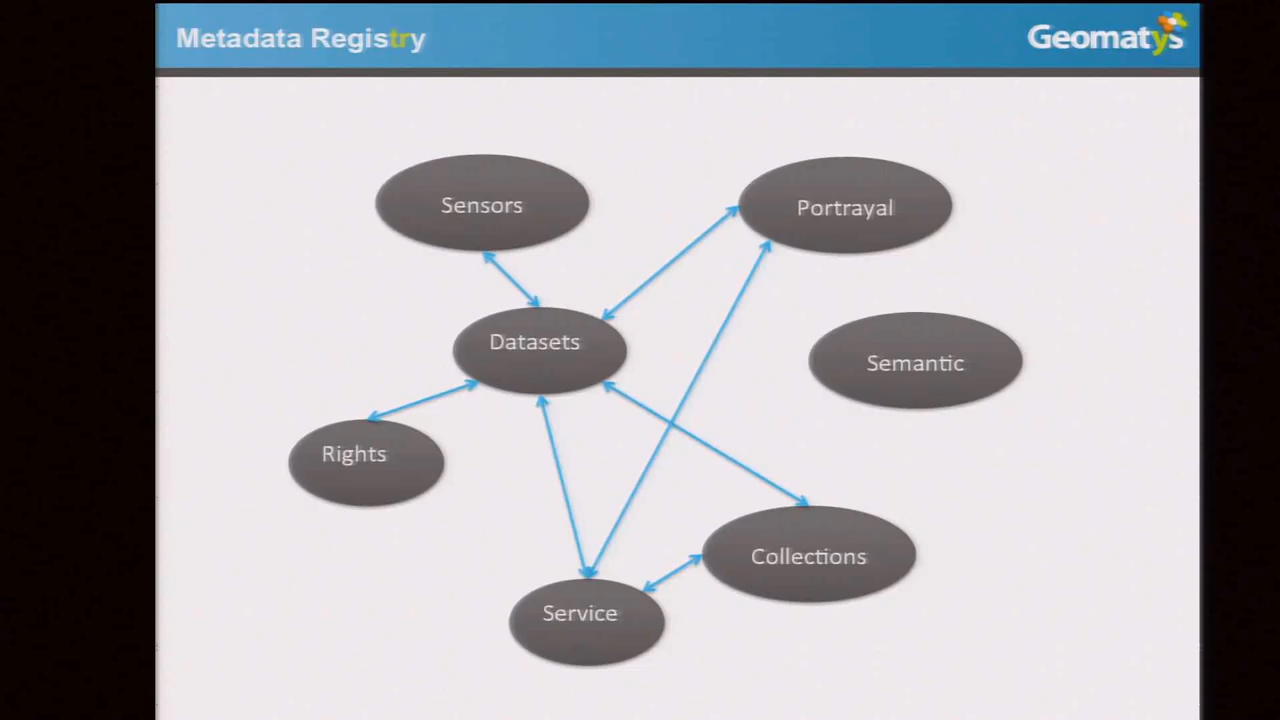 Metadata Registry
Geomatys
Sensors
Portrayal
Datasets
Semantic
Rights
Collections
Service